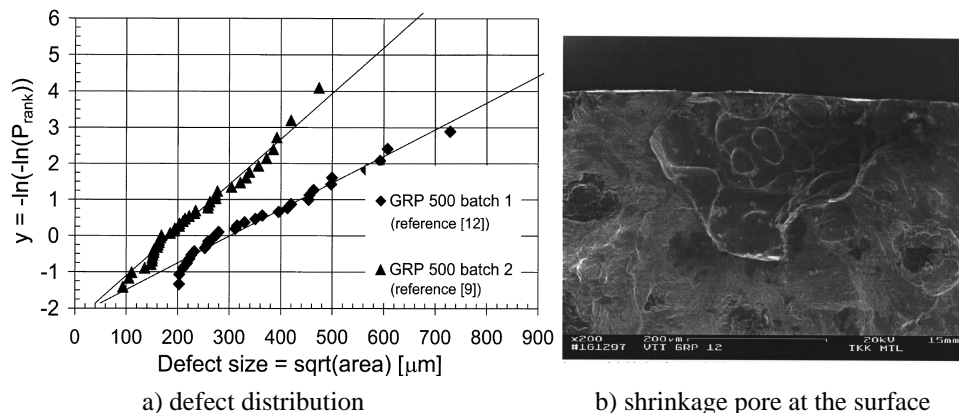 6
5
4
3
2
1
0
-1
-2
y = -ln(-ln(Prank))
0 100 200 300 400 500 600 700 800 900
Defect size = sqrt(area) [μm]
GRP 500 batch 1
(reference [12])
GRP 500 batch 2
(reference [9])
x200 200μm 20kV 15mm
#161297 VTT GRP 12 TKK MTL
a) defect distribution
b) shrinkage pore at the surface